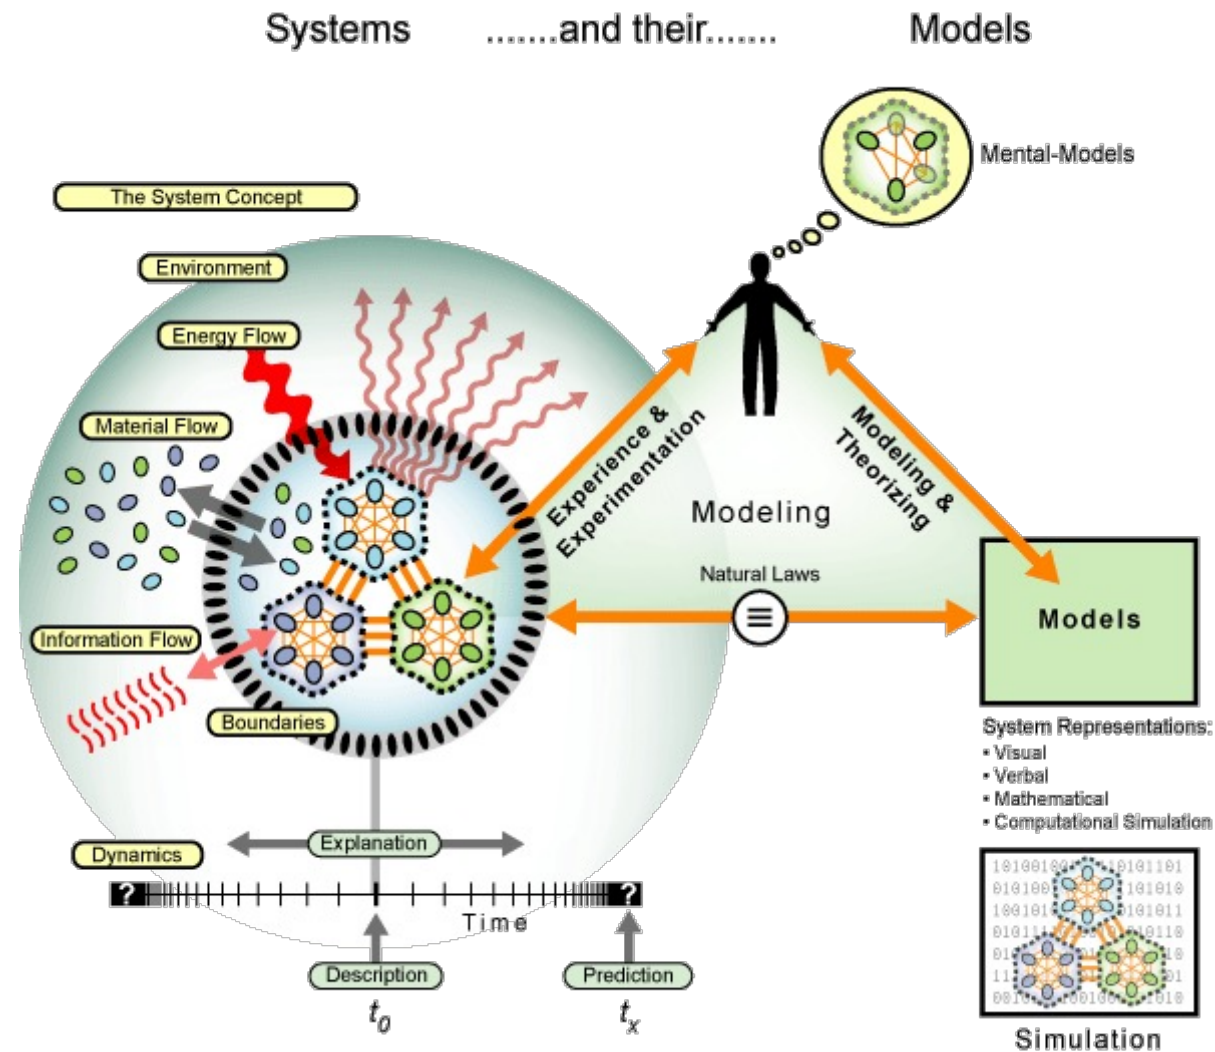 Systems .......and their....... Models
Mental-Models
The System Concept
Environment
Energy Flow
Material Flow
Information Flow
Boundaries
Experience &
Experimentation
Modeling &
Theorizing
Modeling
Natural Laws
Models
System Representations:
▪ Visual
▪ Verbal
▪ Mathematical
▪ Computational Simulation
Explanation
Dynamics
? ?
Time
Description
Prediction
t0
tx
Simulation